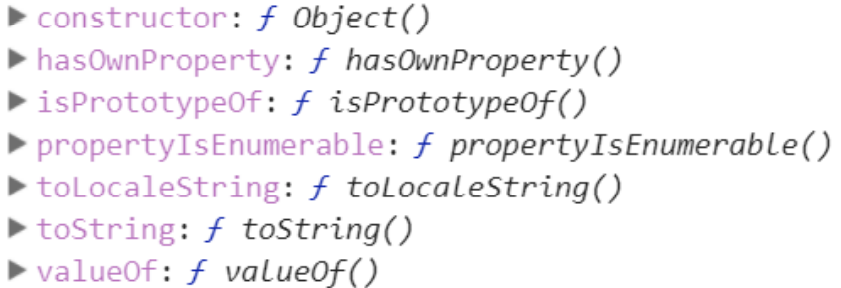 ▶ constructor: ƒ Object()
▶ hasOwnProperty: ƒ hasOwnProperty()
▶ isPrototypeOf: ƒ isPrototypeOf()
▶ propertyIsEnumerable: ƒ propertyIsEnumerable()
▶ toLocaleString: ƒ toLocaleString()
▶ toString: ƒ toString()
▶ valueOf: ƒ valueOf()